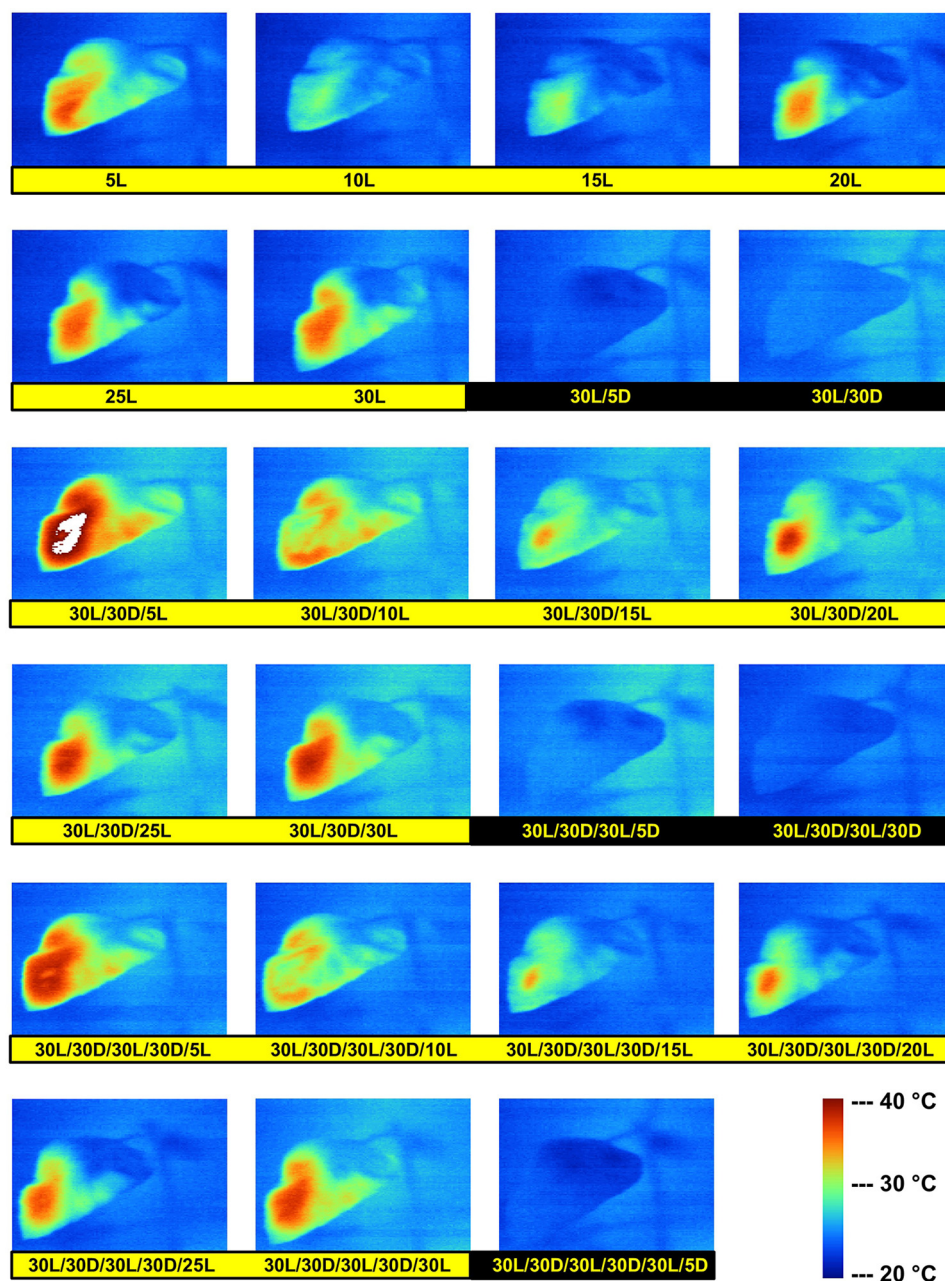 5L 10L 15L 20L
25L 30L 30L/5D 30L/30D
30L/30D/5L 30L/30D/10L 30L/30D/15L 30L/30D/20L
30L/30D/25L 30L/30D/30L 30L/30D/30L/5D 30L/30D/30L/30D
30L/30D/30L/30D/5L 30L/30D/30L/30D/10L 30L/30D/30L/30D/15L 30L/30D/30L/30D/20L
--- 40 °C
--- 30 °C
--- 20 °C
30L/30D/30L/30D/25L 30L/30D/30L/30D/30L 30L/30D/30L/30D/30L/5D